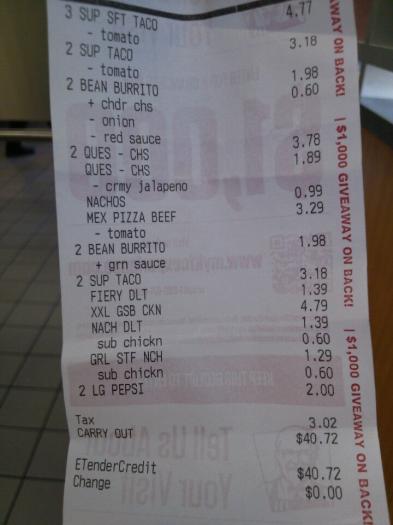 3 SUP SFT TACO 4.77
- tomato
2 SUP TACO 3.18
- tomato
2 BEAN BURRITO 1.98
+ chdr chs 0.60
- onion
- red sauce
2 QUES - CHS 3.78
QUES - CHS 1.89
- crmy jalapeno
NACHOS 0.99
MEX PIZZA BEEF 3.29
- tomato
2 BEAN BURRITO 1.98
+ grn sauce
2 SUP TACO 3.18
FIERY DLT 1.39
XXL GSB CKN 4.79
NACH DLT 1.39
sub chickn 0.60
GRL STF NCH 1.29
sub chickn 0.60
2 LG PEPSI 2.00
Tax 3.02
CARRY OUT $40.72
ETenderCredit $40.72
Change $0.00
AWAY ON BACK! | $1,000 GIVEAWAY ON BACK! | $1,000 GIVEAWAY ON BACK!